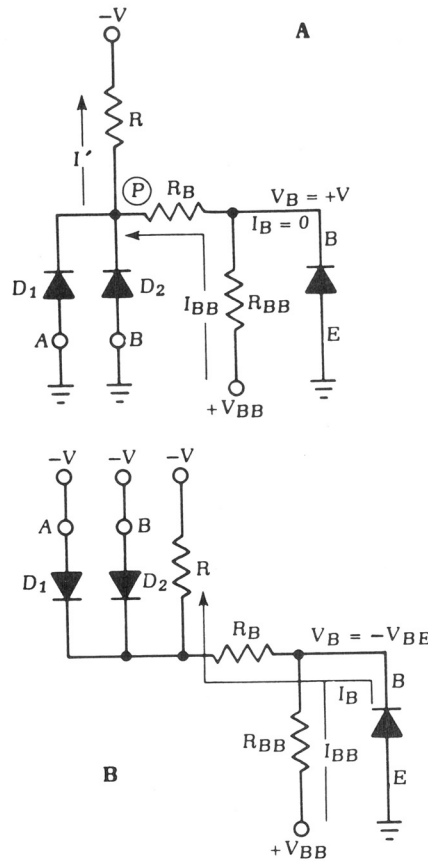 −V
A
R
I′
P
R_B
V_B = +V
I_B = 0
B
D_1
D_2
I_BB
R_BB
A
B
E
+V_BB
−V
−V
−V
A
B
D_1
D_2
R
R_B
V_B = −V_BE
I_B
B
R_BB
I_BB
E
B
+V_BB